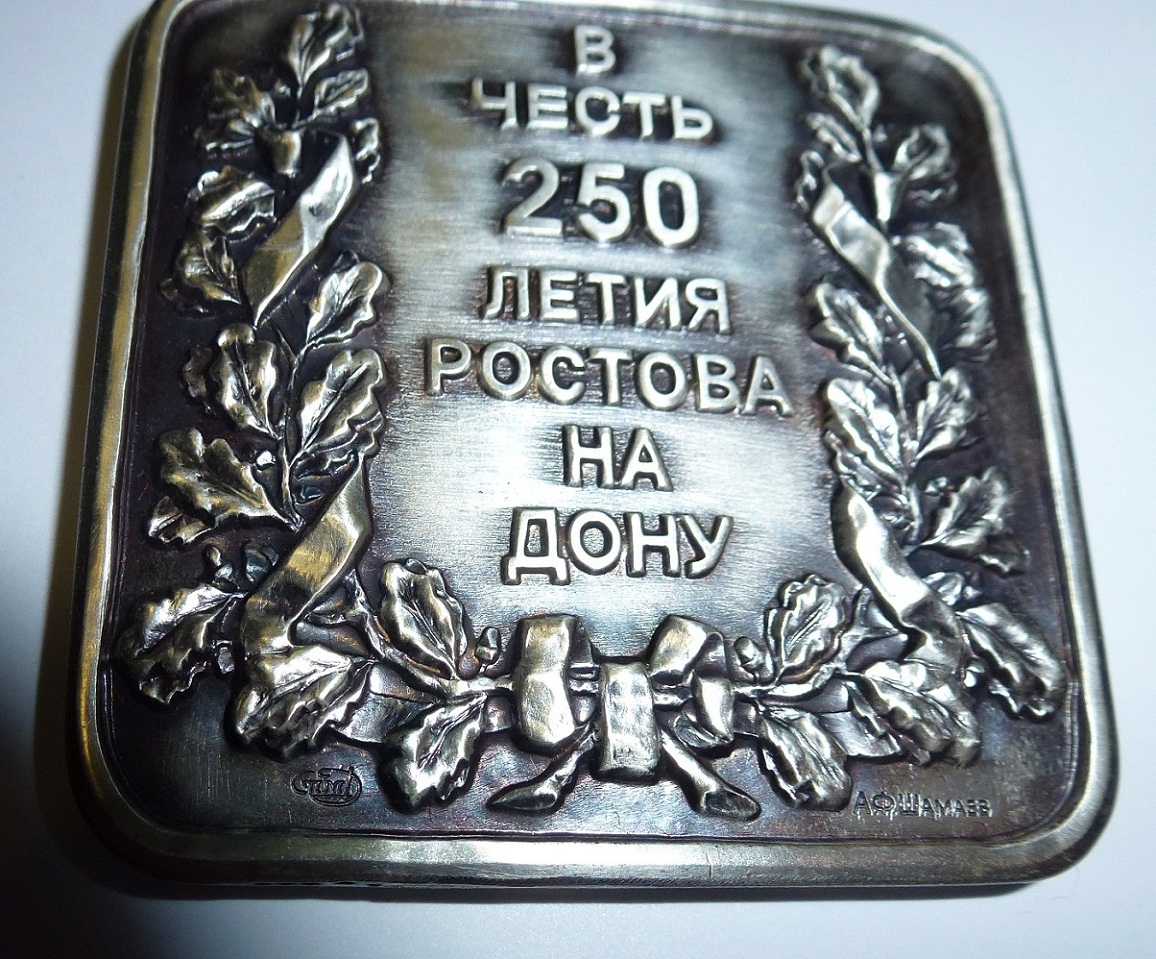 В
ЧЕСТЬ
250
ЛЕТИЯ
РОСТОВА
НА
ДОНУ
А.Ф.ШАМАЕВ